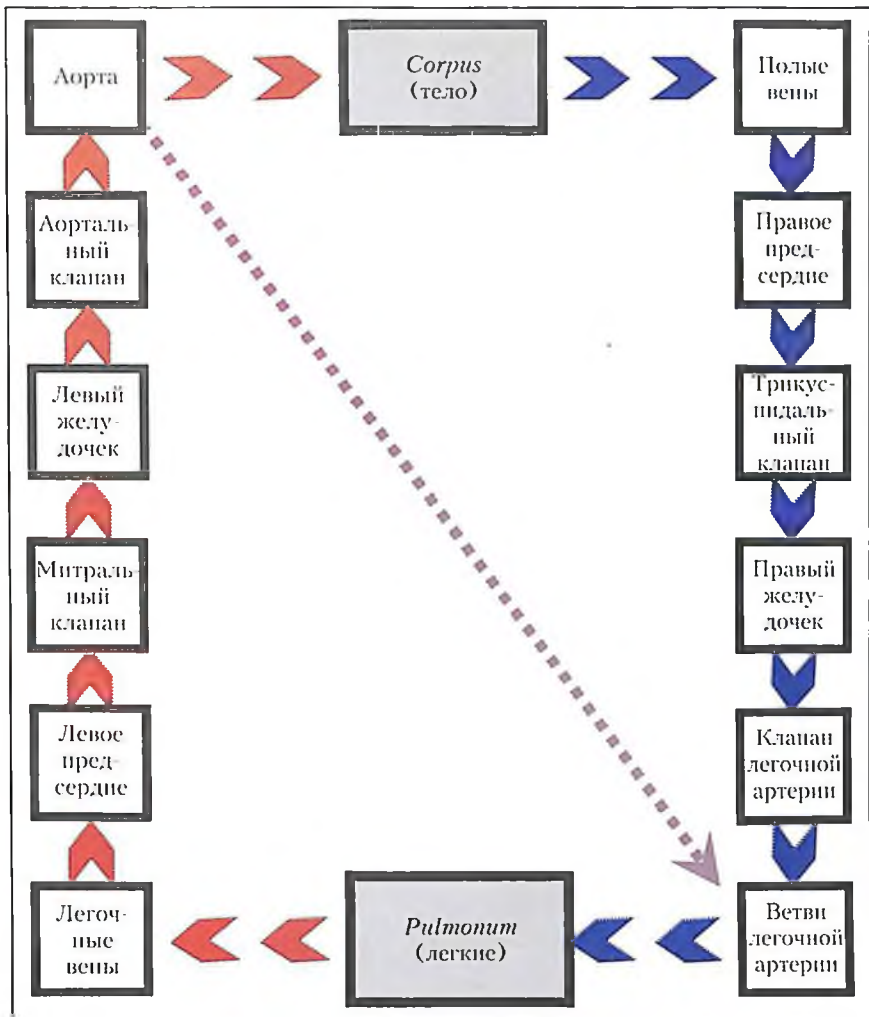 Аорта
Corpus
(тело)
Полые
вены
Аорталь-
ный
клапан
Правое
пред-
сердие
Левый
желу-
дочек
Трикус-
пидаль-
ный
клапан
Митраль-
ный
клапан
Правый
желу-
дочек
Левое
пред-
сердие
Клапан
легочной
артерии
Легоч-
ные
вены
Pulmonum
(легкие)
Ветви
легочной
артерии